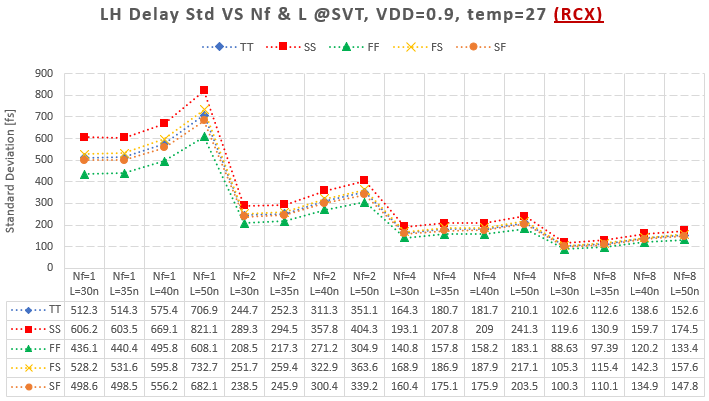 LH Delay Std VS Nf & L @SVT, VDD=0.9, temp=27 (RCX)
TT SS FF FS SF
Standard Deviation [fs]
900
800
700
600
500
400
300
200
100
0
Nf=1 Nf=1 Nf=1 Nf=1 Nf=2 Nf=2 Nf=2 Nf=2 Nf=4 Nf=4 Nf=4 Nf=4 Nf=8 Nf=8 Nf=8 Nf=8
L=30n L=35n L=40n L=50n L=30n L=35n L=40n L=50n L=30n L=35n =L40n L=50n L=30n L=35n L=40n L=50n
TT 512.3 514.3 575.4 706.9 244.7 252.3 311.3 351.1 164.3 180.7 181.7 210.1 102.6 112.6 138.6 152.6
SS 606.2 603.5 669.1 821.1 289.3 294.5 357.8 404.3 193.1 207.8 209 241.3 119.6 130.9 159.7 174.5
FF 436.1 440.4 495.8 608.1 208.5 217.3 271.2 304.9 140.8 157.8 158.2 183.1 88.63 97.39 120.2 133.4
FS 528.2 531.6 595.8 732.7 251.7 259.4 322.9 363.6 168.9 186.9 187.9 217.1 105.3 115.4 142.3 157.6
SF 498.6 498.5 556.2 682.1 238.5 245.9 300.4 339.2 160.4 175.1 175.9 203.5 100.3 110.1 134.9 147.8